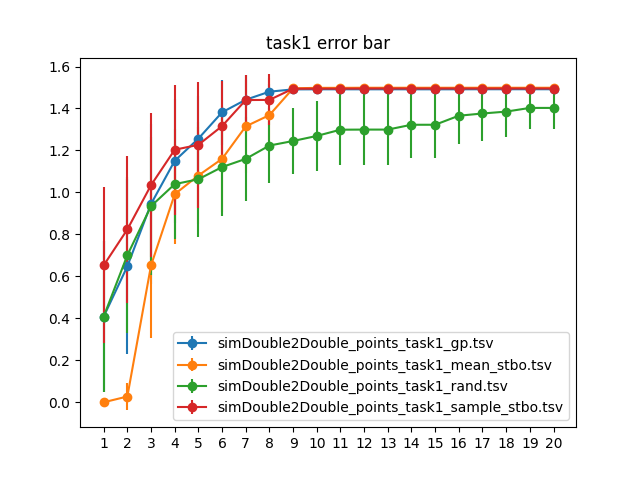 task1 error bar
1.6
1.4
1.2
1.0
0.8
0.6
0.4
0.2
0.0
simDouble2Double_points_task1_gp.tsv
simDouble2Double_points_task1_mean_stbo.tsv
simDouble2Double_points_task1_rand.tsv
simDouble2Double_points_task1_sample_stbo.tsv
1 2 3 4 5 6 7 8 9 10 11 12 13 14 15 16 17 18 19 20